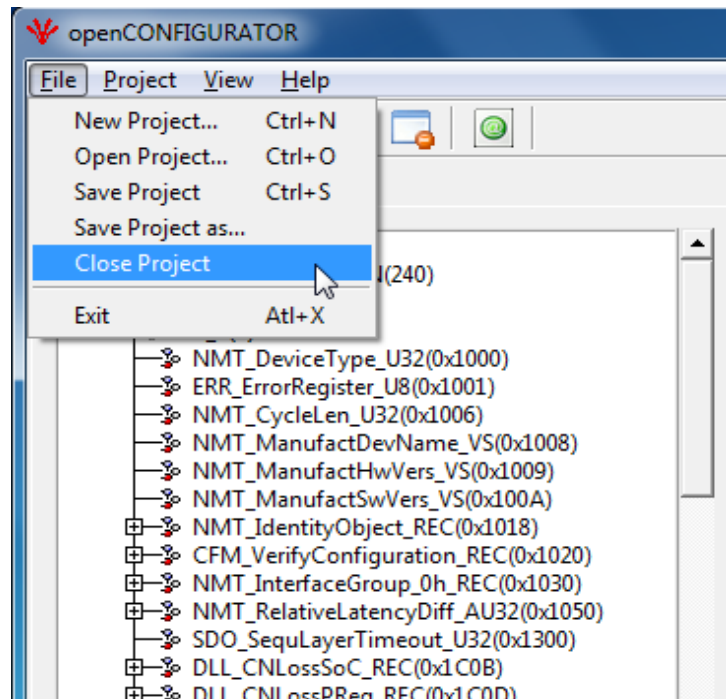 openCONFIGURATOR
File Project View Help
New Project... Ctrl+N
Open Project... Ctrl+O
Save Project Ctrl+S
Save Project as...
Close Project
(240)
Exit Atl+X
NMT_DeviceType_U32(0x1000)
ERR_ErrorRegister_U8(0x1001)
NMT_CycleLen_U32(0x1006)
NMT_ManufactDevName_VS(0x1008)
NMT_ManufactHwVers_VS(0x1009)
NMT_ManufactSwVers_VS(0x100A)
NMT_IdentityObject_REC(0x1018)
CFM_VerifyConfiguration_REC(0x1020)
NMT_InterfaceGroup_0h_REC(0x1030)
NMT_RelativeLatencyDiff_AU32(0x1050)
SDO_SequLayerTimeout_U32(0x1300)
DLL_CNLossSoC_REC(0x1C0B)
DLL_CNLossPReq_REC(0x1C0D)